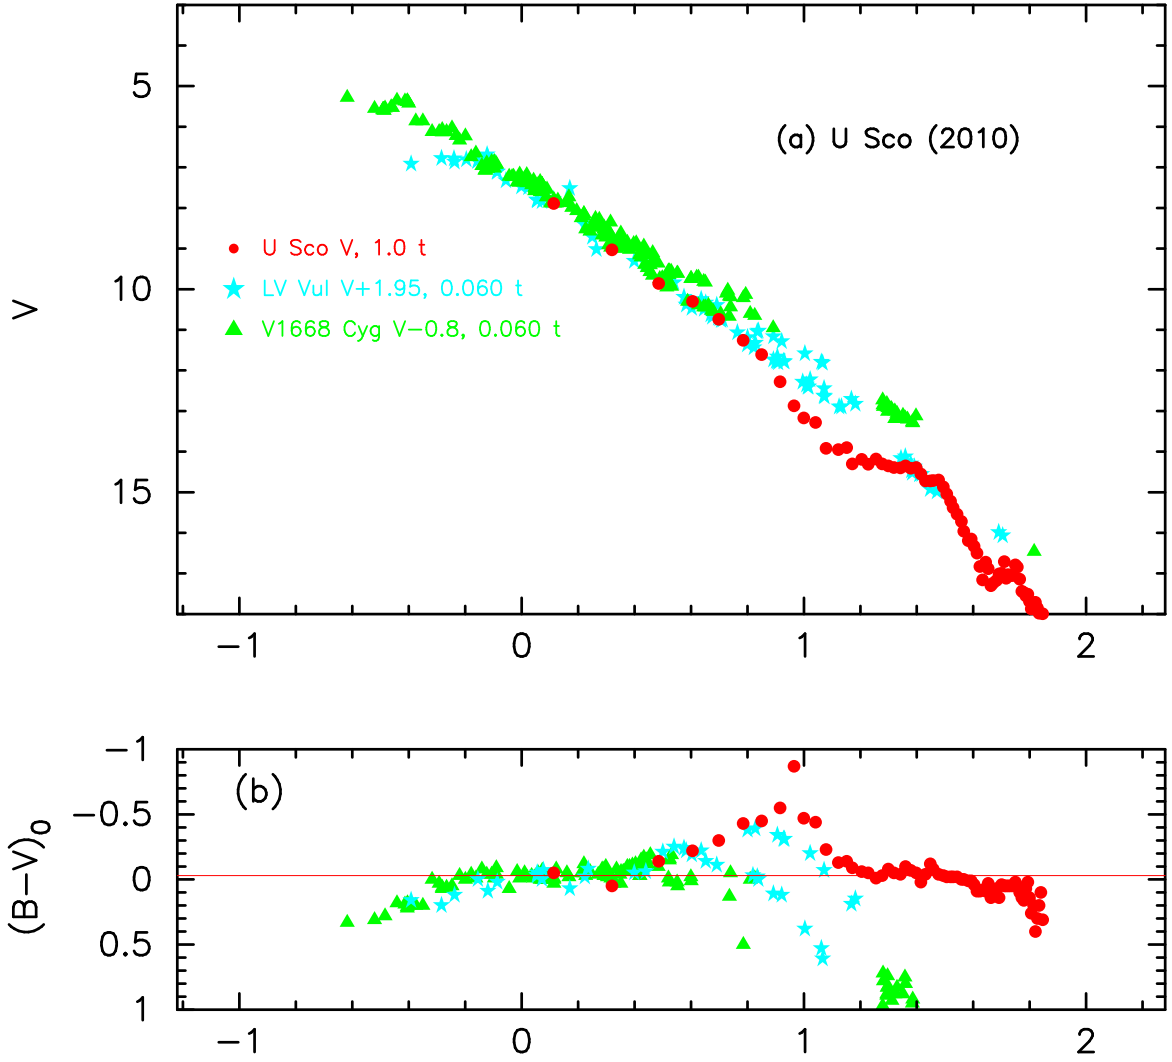 5
(a) U Sco (2010)
U Sco V, 1.0 t
10
LV Vul V+1.95, 0.060 t
V
V1668 Cyg V−0.8, 0.060 t
15
−1 0 1 2
−1
(b)
−0.5
(B−V)0
0
0.5
1
−1 0 1 2